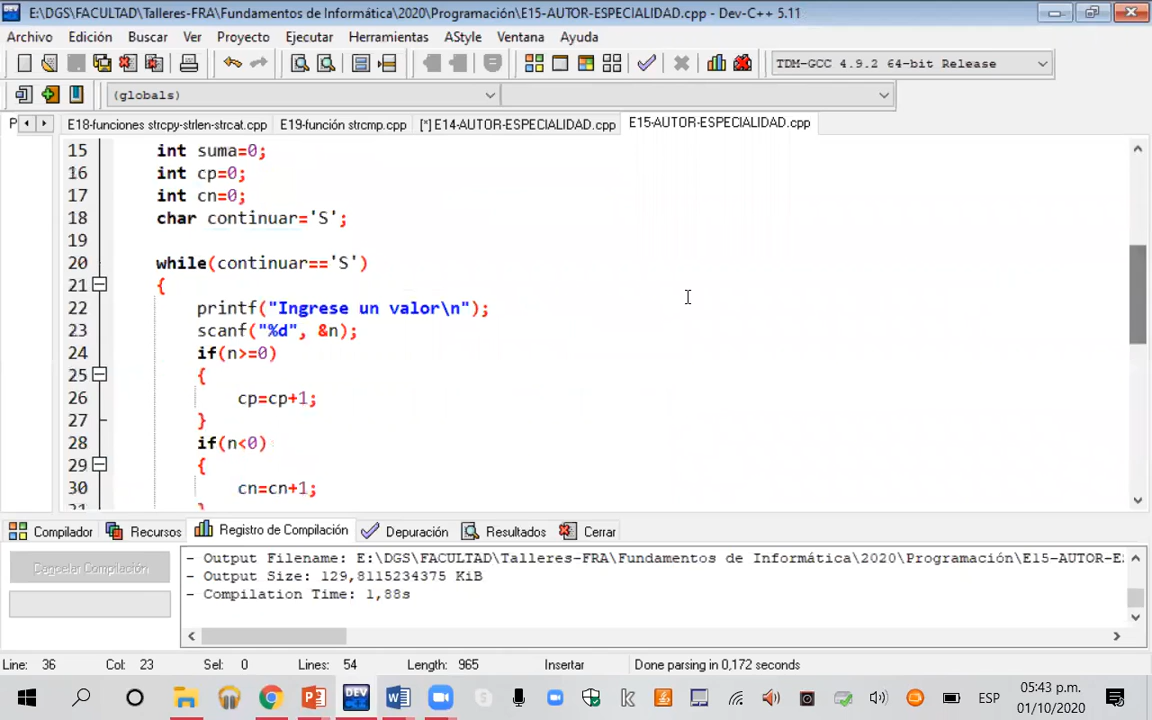 E:\DGS\FACULTAD\Talleres-FRA\Fundamentos de Informática\2020\Programación\E15-AUTOR-ESPECIALIDAD.cpp - Dev-C++ 5.11
Archivo Edición Buscar Ver Proyecto Ejecutar Herramientas AStyle Ventana Ayuda
TDM-GCC 4.9.2 64-bit Release
(globals)
P E18-funciones strcpy-strlen-strcat.cpp E19-función strcmp.cpp [*] E14-AUTOR-ESPECIALIDAD.cpp E15-AUTOR-ESPECIALIDAD.cpp
15 int suma=0;
16 int cp=0;
17 int cn=0;
18 char continuar='S';
19
20 while(continuar=='S')
21 {
22 printf("Ingrese un valor\n");
23 scanf("%d", &n);
24 if(n>=0)
25 {
26 cp=cp+1;
27 }
28 if(n<0)
29 {
30 cn=cn+1;
31 }
Compilador Recursos Registro de Compilación Depuración Resultados Cerrar
Cancelar Compilación
- Output Filename: E:\DGS\FACULTAD\Talleres-FRA\Fundamentos de Informática\2020\Programación\E15-AUTOR-E
- Output Size: 129,8115234375 KiB
- Compilation Time: 1,88s
Line: 36 Col: 23 Sel: 0 Lines: 54 Length: 965 Insertar Done parsing in 0,172 seconds
DEV ESP 05:43 p.m.
01/10/2020